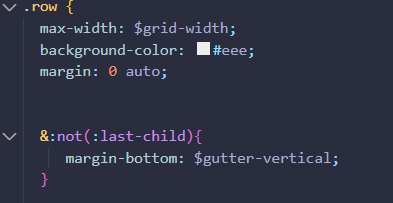 .row {
max-width: $grid-width;
background-color: #eee;
margin: 0 auto;
&:not(:last-child){
margin-bottom: $gutter-vertical;
}